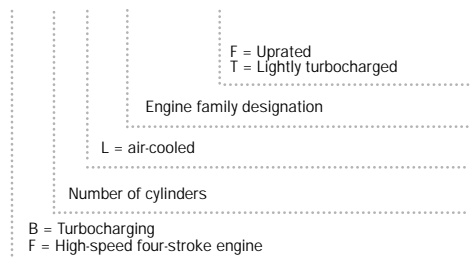 F = Uprated
T = Lightly turbocharged
Engine family designation
L = air-cooled
Number of cylinders
B = Turbocharging
F = High-speed four-stroke engine